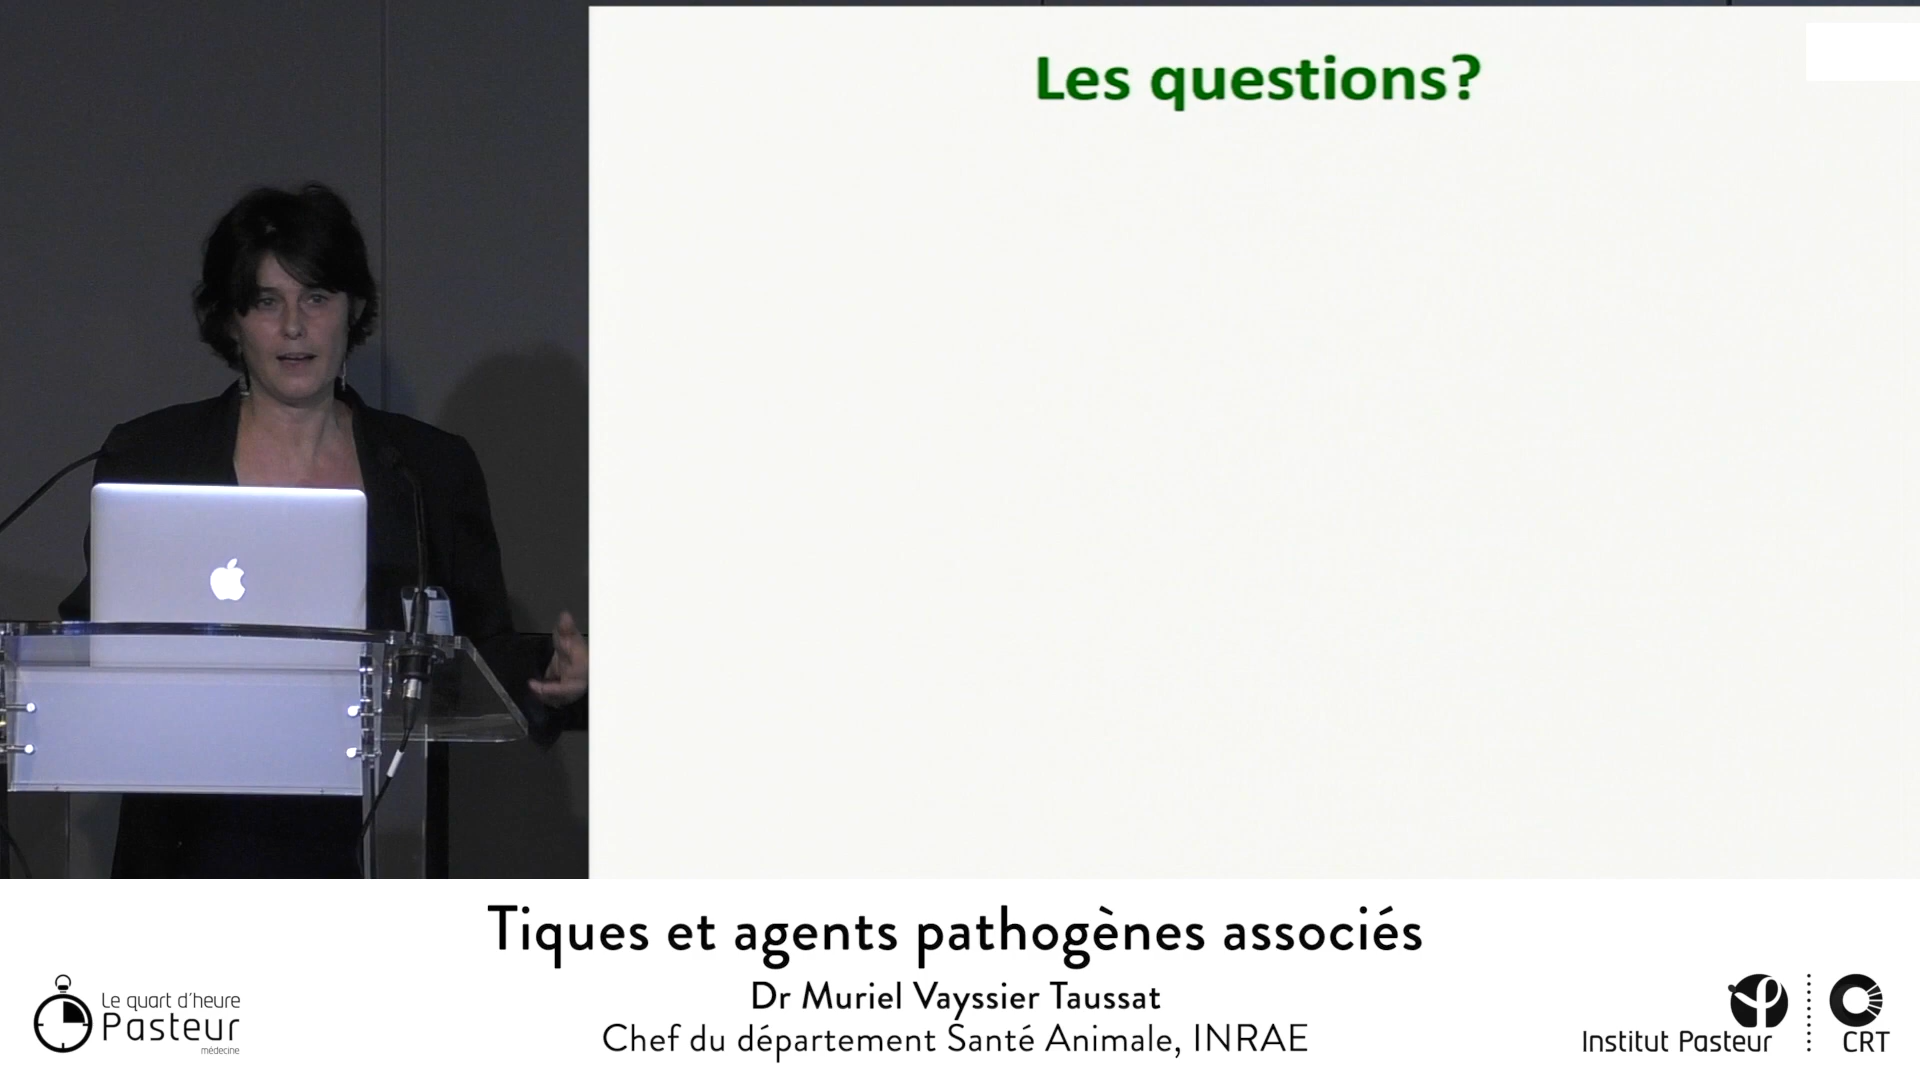 Les questions?
Tiques et agents pathogènes associés
Dr Muriel Vayssier Taussat
Chef du département Santé Animale, INRAE
Le quart d'heure
Pasteur
médecine
Institut Pasteur
CRT